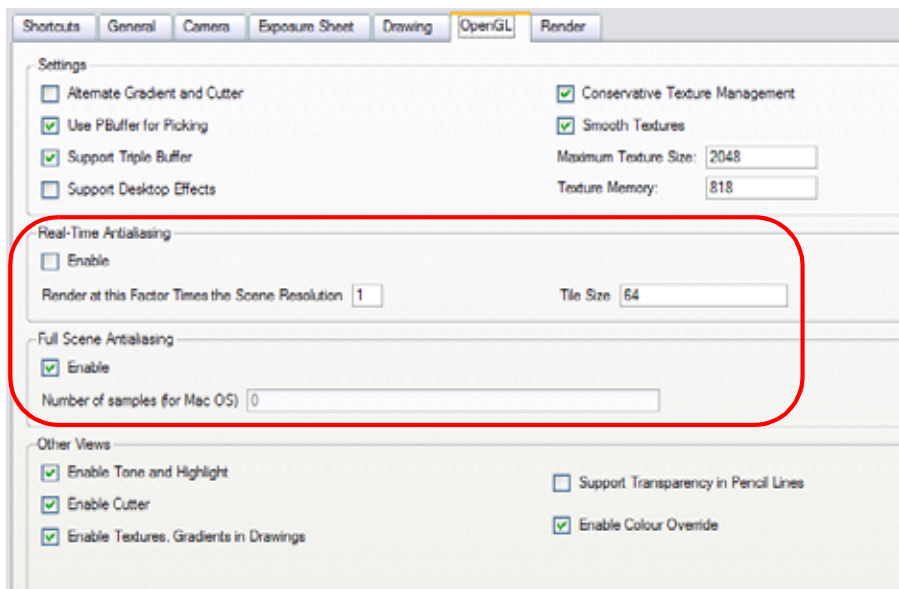 Shortcuts General Camera Exposure Sheet Drawing OpenGL Render
Settings
Alternate Gradient and Cutter
Conservative Texture Management
Use PBuffer for Picking
Smooth Textures
Support Triple Buffer
Maximum Texture Size: 2048
Support Desktop Effects
Texture Memory: 818
Real-Time Antialiasing
Enable
Render at this Factor Times the Scene Resolution 1
Tile Size 64
Full Scene Antialiasing
Enable
Number of samples (for Mac OS) 0
Other Views
Enable Tone and Highlight
Support Transparency in Pencil Lines
Enable Cutter
Enable Colour Override
Enable Textures, Gradients in Drawings